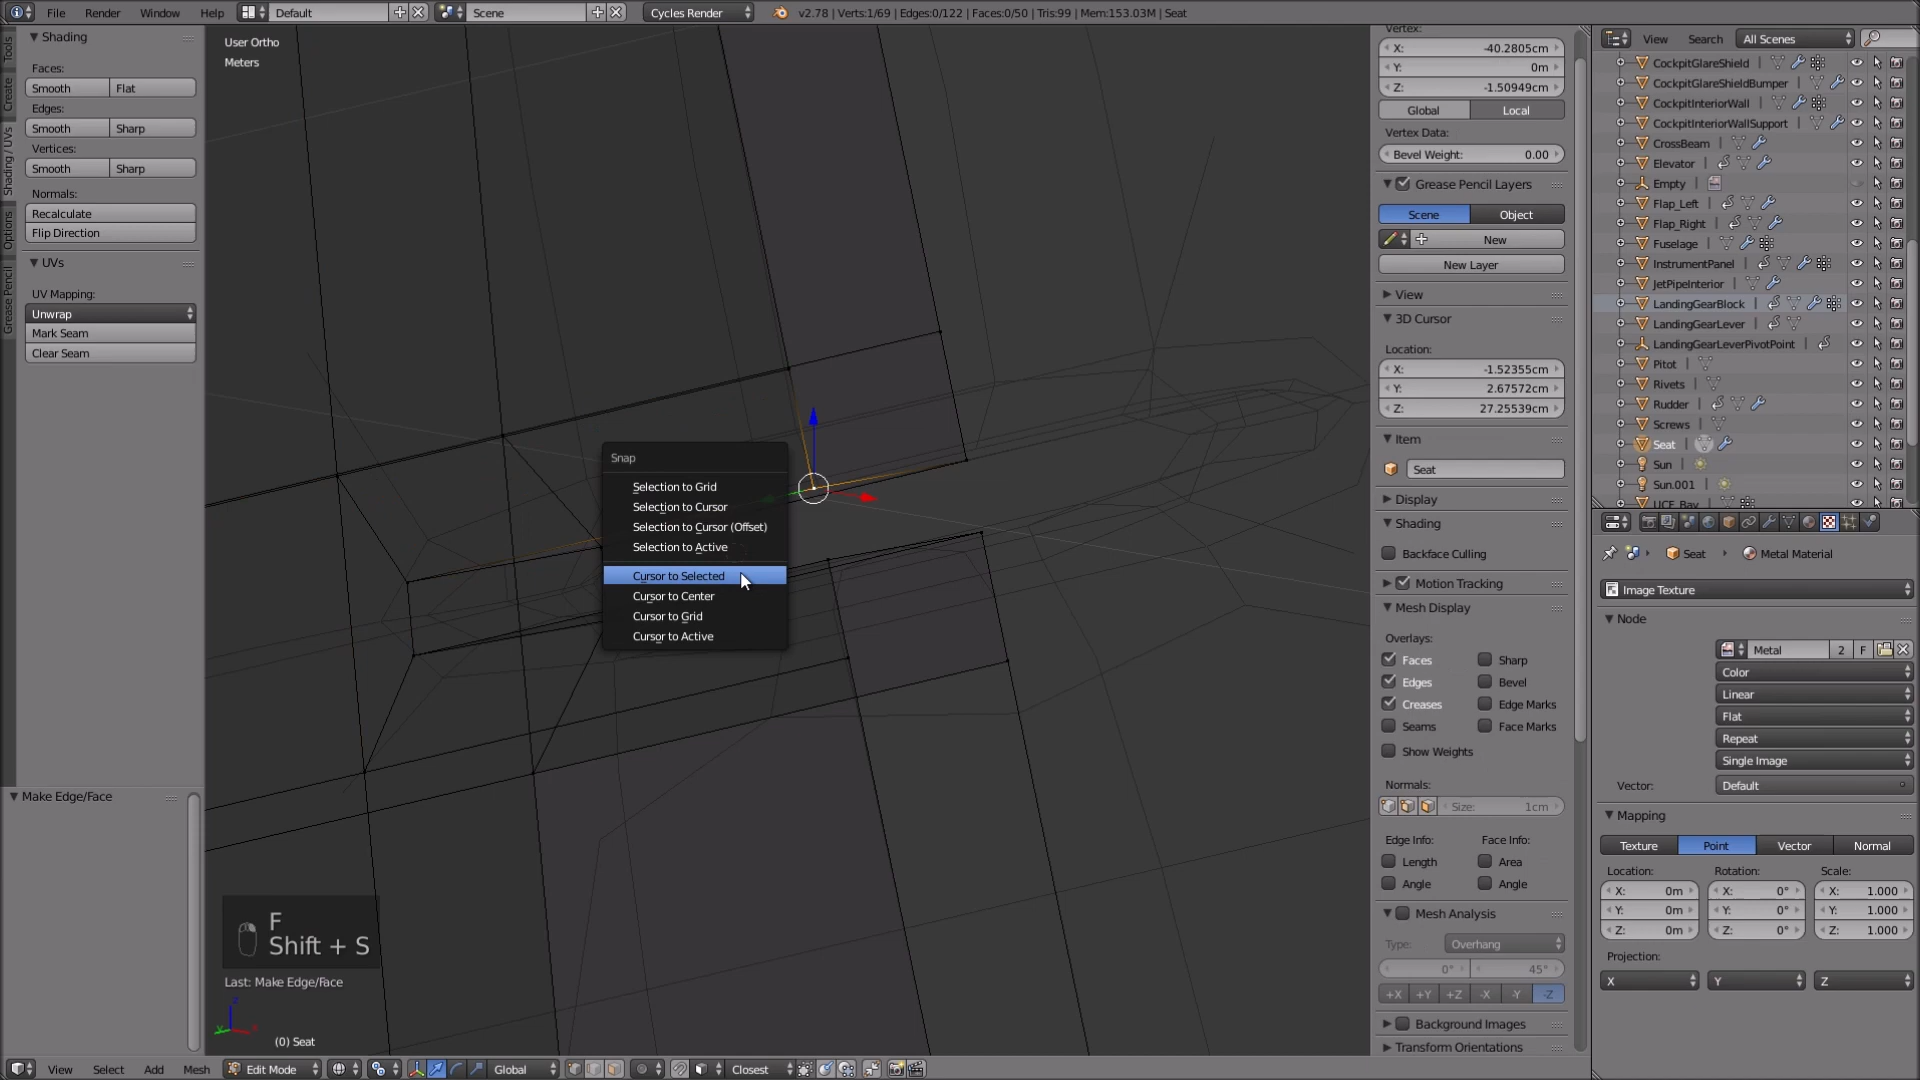 File Render Window Help Default Scene Cycles Render v2.78 | Verts:1/69 | Edges:0/122 | Faces:0/50 | Tris:99 | Mem:153.03M | Seat
Tools
Create
Shading / UVs
Options
Grease Pencil
Shading
Faces:
Smooth Flat
Edges:
Smooth Sharp
Vertices:
Smooth Sharp
Normals:
Recalculate
Flip Direction
UVs
UV Mapping:
Unwrap
Mark Seam
Clear Seam
Make Edge/Face
User Ortho
Meters
Snap
Selection to Grid
Selection to Cursor
Selection to Cursor (Offset)
Selection to Active
Cursor to Selected
Cursor to Center
Cursor to Grid
Cursor to Active
F
Shift + S
Last: Make Edge/Face
(0) Seat
View Select Add Mesh Edit Mode Global Closest
Vertex:
X: -40.2805cm
Y: 0m
Z: -1.50949cm
Global Local
Vertex Data:
Bevel Weight: 0.00
Grease Pencil Layers
Scene Object
New
New Layer
View
3D Cursor
Location:
X: -1.52355cm
Y: 2.67572cm
Z: 27.25539cm
Item
Seat
Display
Shading
Backface Culling
Motion Tracking
Mesh Display
Overlays:
Faces Sharp
Edges Bevel
Creases Edge Marks
Seams Face Marks
Show Weights
Normals:
Size: 1cm
Edge Info: Face Info:
Length Area
Angle Angle
Mesh Analysis
Type: Overhang
0° 45°
+X +Y +Z -X -Y -Z
Background Images
Transform Orientations
View Search All Scenes
CockpitGlareShield
CockpitGlareShieldBumper
CockpitInteriorWall
CockpitInteriorWallSupport
CrossBeam
Elevator
Empty
Flap_Left
Flap_Right
Fuselage
InstrumentPanel
JetPipeInterior
LandingGearBlock
LandingGearLever
LandingGearLeverPivotPoint
Pitot
Rivets
Rudder
Screws
Seat
Sun
Sun.001
UCF_Bay
Seat Metal Material
Image Texture
Node
Metal 2 F
Color
Linear
Flat
Repeat
Single Image
Vector: Default
Mapping
Texture Point Vector Normal
Location: Rotation: Scale:
X: 0m X: 0° X: 1.000
Y: 0m Y: 0° Y: 1.000
Z: 0m Z: 0° Z: 1.000
Projection:
X Y Z